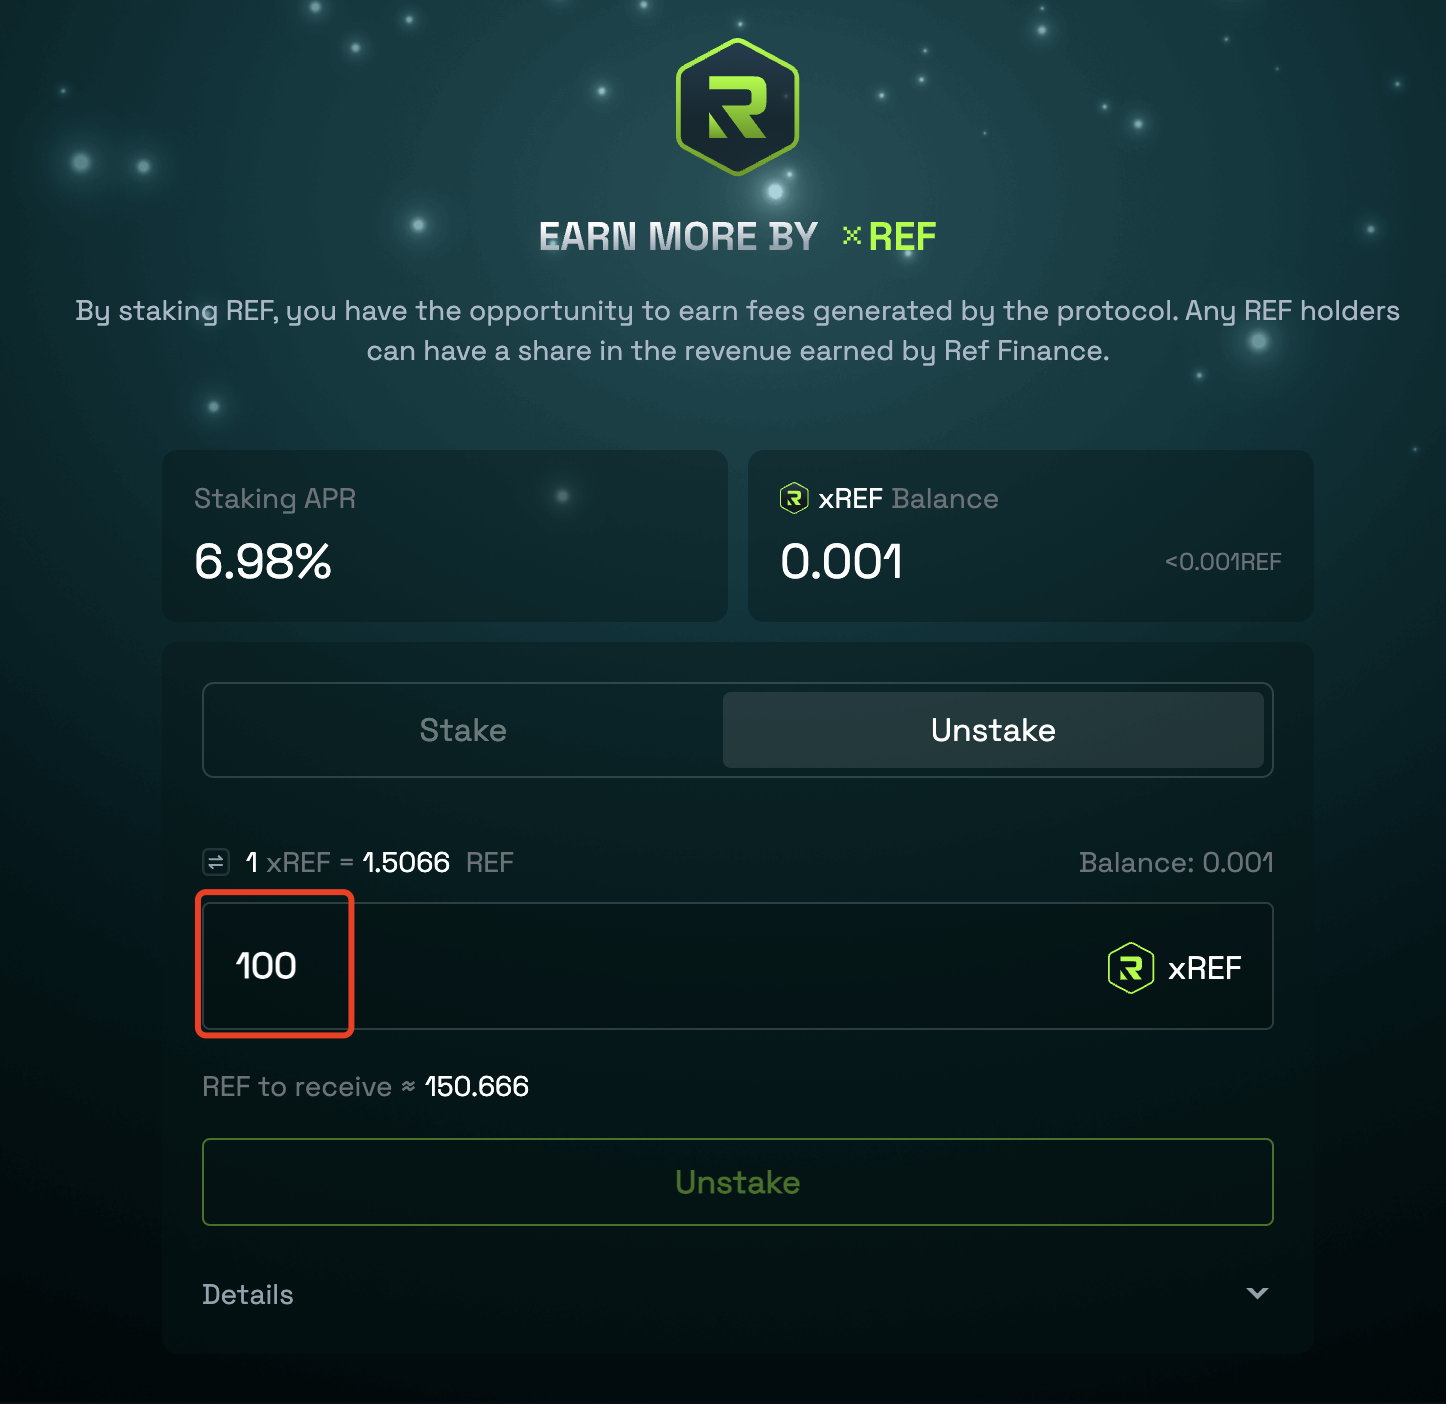 EARN MORE BY xREF
By staking REF, you have the opportunity to earn fees generated by the protocol. Any REF holders
can have a share in the revenue earned by Ref Finance.
Staking APR
6.98%
xREF Balance
0.001
<0.001REF
Stake
Unstake
1 xREF = 1.5066 REF
Balance: 0.001
100
xREF
REF to receive ≈ 150.666
Unstake
Details